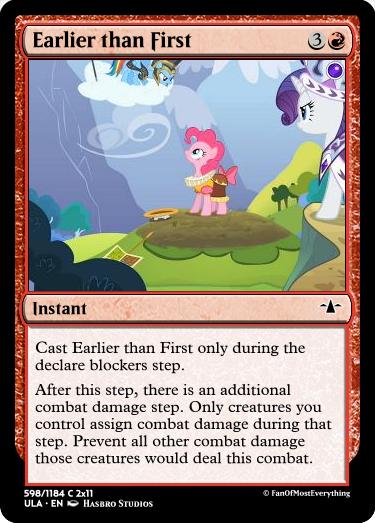 Earlier than First 3
Instant
Cast Earlier than First only during the
declare blockers step.
After this step, there is an additional
combat damage step. Only creatures you
control assign combat damage during that
step. Prevent all other combat damage
those creatures would deal this combat.
598/1184 C 2x11
ULA • EN Hasbro Studios
© FanOfMostEverything